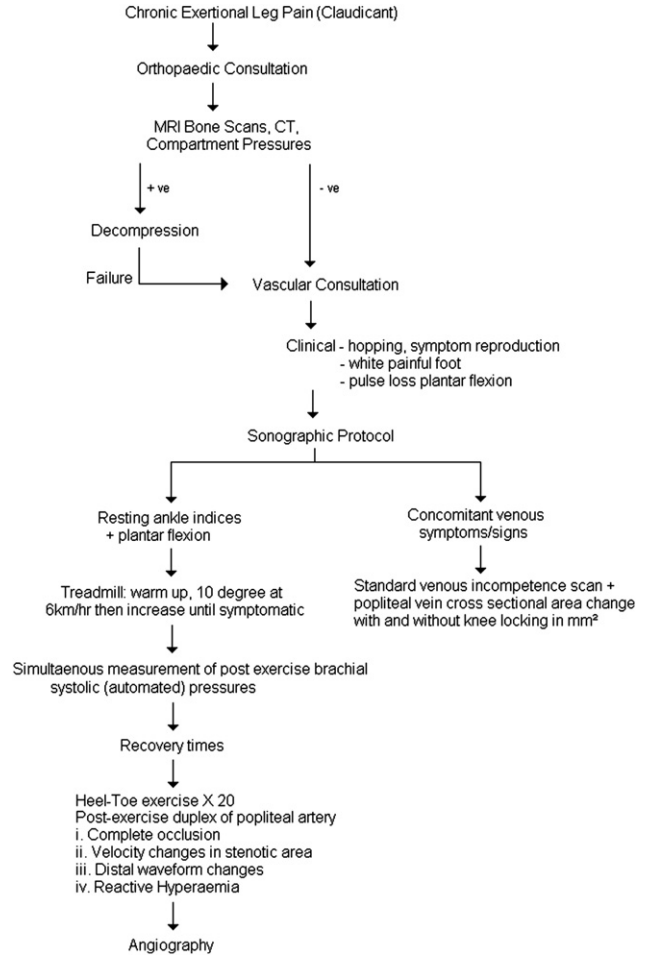 Chronic Exertional Leg Pain (Claudicant)
Orthopaedic Consultation
MRI Bone Scans, CT,
Compartment Pressures
+ ve
- ve
Decompression
Failure
Vascular Consultation
Clinical - hopping, symptom reproduction
- white painful foot
- pulse loss plantar flexion
Sonographic Protocol
Resting ankle indices
+ plantar flexion
Concomitant venous
symptoms/signs
Treadmill: warm up, 10 degree at
6km/hr then increase until symptomatic
Standard venous incompetence scan +
popliteal vein cross sectional area change
with and without knee locking in mm²
Simultaenous measurement of post exercise brachial
systolic (automated) pressures
Recovery times
Heel-Toe exercise X 20
Post-exercise duplex of popliteal artery
i. Complete occlusion
ii. Velocity changes in stenotic area
iii. Distal waveform changes
iv. Reactive Hyperaemia
Angiography